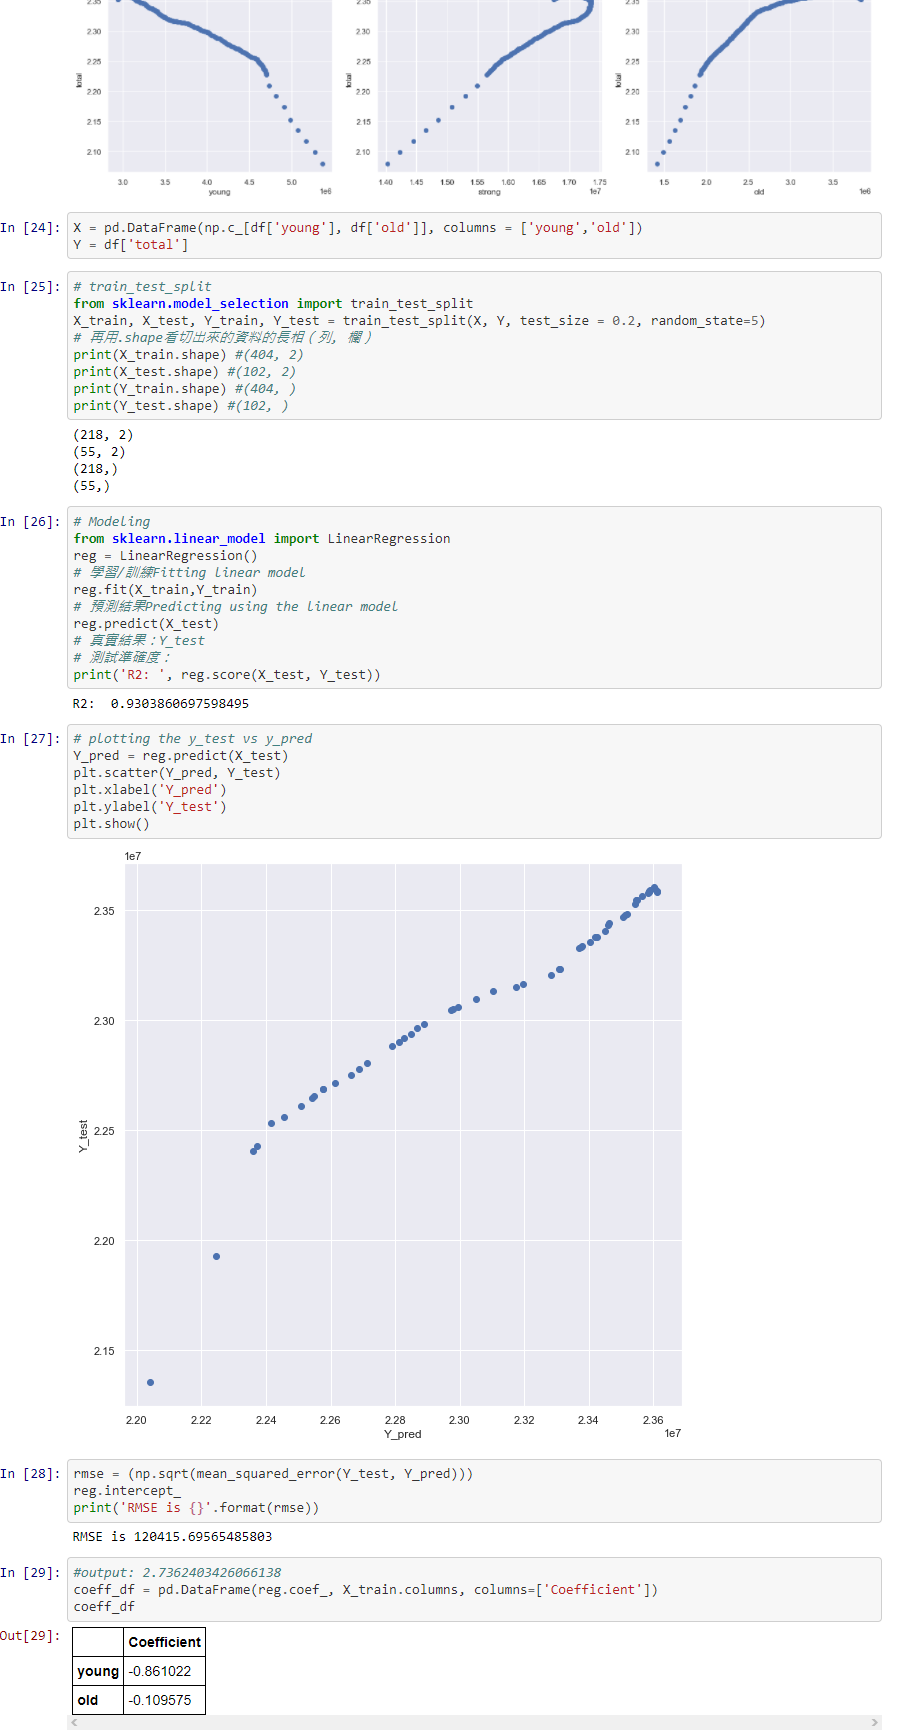 2.35
2.30
2.25
2.20
2.15
2.10
total
3.0 3.5 4.0 4.5 5.0
young 1e6
2.35
2.30
2.25
2.20
2.15
2.10
total
1.40 1.45 1.50 1.55 1.60 1.65 1.70 1.75
strong 1e7
2.35
2.30
2.25
2.20
2.15
2.10
total
1.5 2.0 2.5 3.0 3.5
old 1e6
In [24]: X = pd.DataFrame(np.c_[df['young'], df['old']], columns = ['young','old'])
Y = df['total']
In [25]: # train_test_split
from sklearn.model_selection import train_test_split
X_train, X_test, Y_train, Y_test = train_test_split(X, Y, test_size = 0.2, random_state=5)
# 再用.shape看切出來的資料的長相(列, 欄)
print(X_train.shape) #(404, 2)
print(X_test.shape) #(102, 2)
print(Y_train.shape) #(404, )
print(Y_test.shape) #(102, )
(218, 2)
(55, 2)
(218,)
(55,)
In [26]: # Modeling
from sklearn.linear_model import LinearRegression
reg = LinearRegression()
# 學習/訓練Fitting linear model
reg.fit(X_train,Y_train)
# 預測結果Predicting using the linear model
reg.predict(X_test)
# 真實結果：Y_test
# 測試準確度：
print('R2: ', reg.score(X_test, Y_test))
R2:  0.9303860697598495
In [27]: # plotting the y_test vs y_pred
Y_pred = reg.predict(X_test)
plt.scatter(Y_pred, Y_test)
plt.xlabel('Y_pred')
plt.ylabel('Y_test')
plt.show()
1e7
2.35
2.30
2.25
2.20
2.15
Y_test
2.20 2.22 2.24 2.26 2.28 2.30 2.32 2.34 2.36
Y_pred 1e7
In [28]: rmse = (np.sqrt(mean_squared_error(Y_test, Y_pred)))
reg.intercept_
print('RMSE is {}'.format(rmse))
RMSE is 120415.69565485803
In [29]: #output: 2.7362403426066138
coeff_df = pd.DataFrame(reg.coef_, X_train.columns, columns=['Coefficient'])
coeff_df
Out[29]:
Coefficient
young -0.861022
old -0.109575